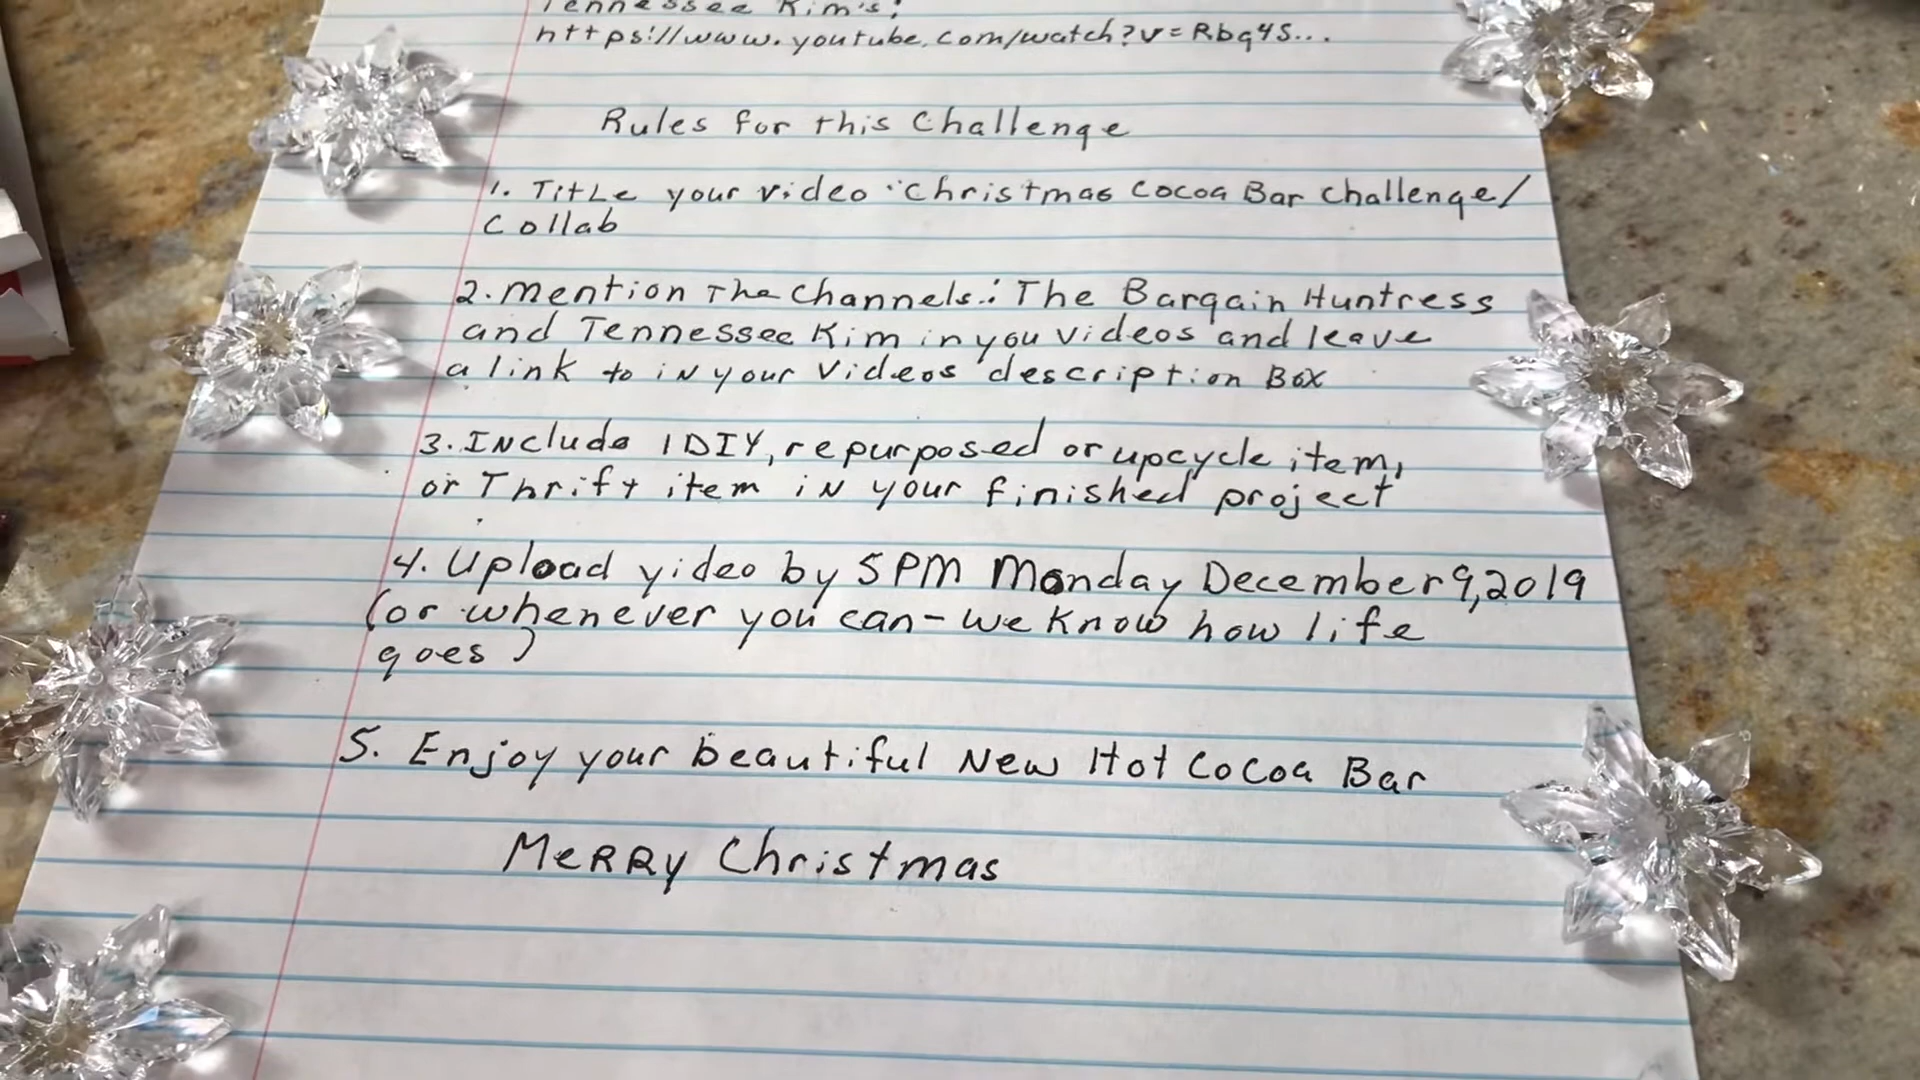 Tennessee Kim's:
https://www.youtube.com/watch?v=Rbq4S...
Rules for this Challenge
1. Title your video "Christmas Cocoa Bar Challenge/
Collab
2. Mention The Channels: The Bargain Huntress
and Tennessee Kim in you videos and leave
a link to in your Videos description Box
3. INclude 1 DIY, repurposed or upcycle item,
or Thrift item iN your finished project
4. Upload video by 5PM Monday December 9, 2019
(or whenever you can - we know how life
goes)
5. Enjoy your beautiful New Hot Cocoa Bar
MeRRy Christmas